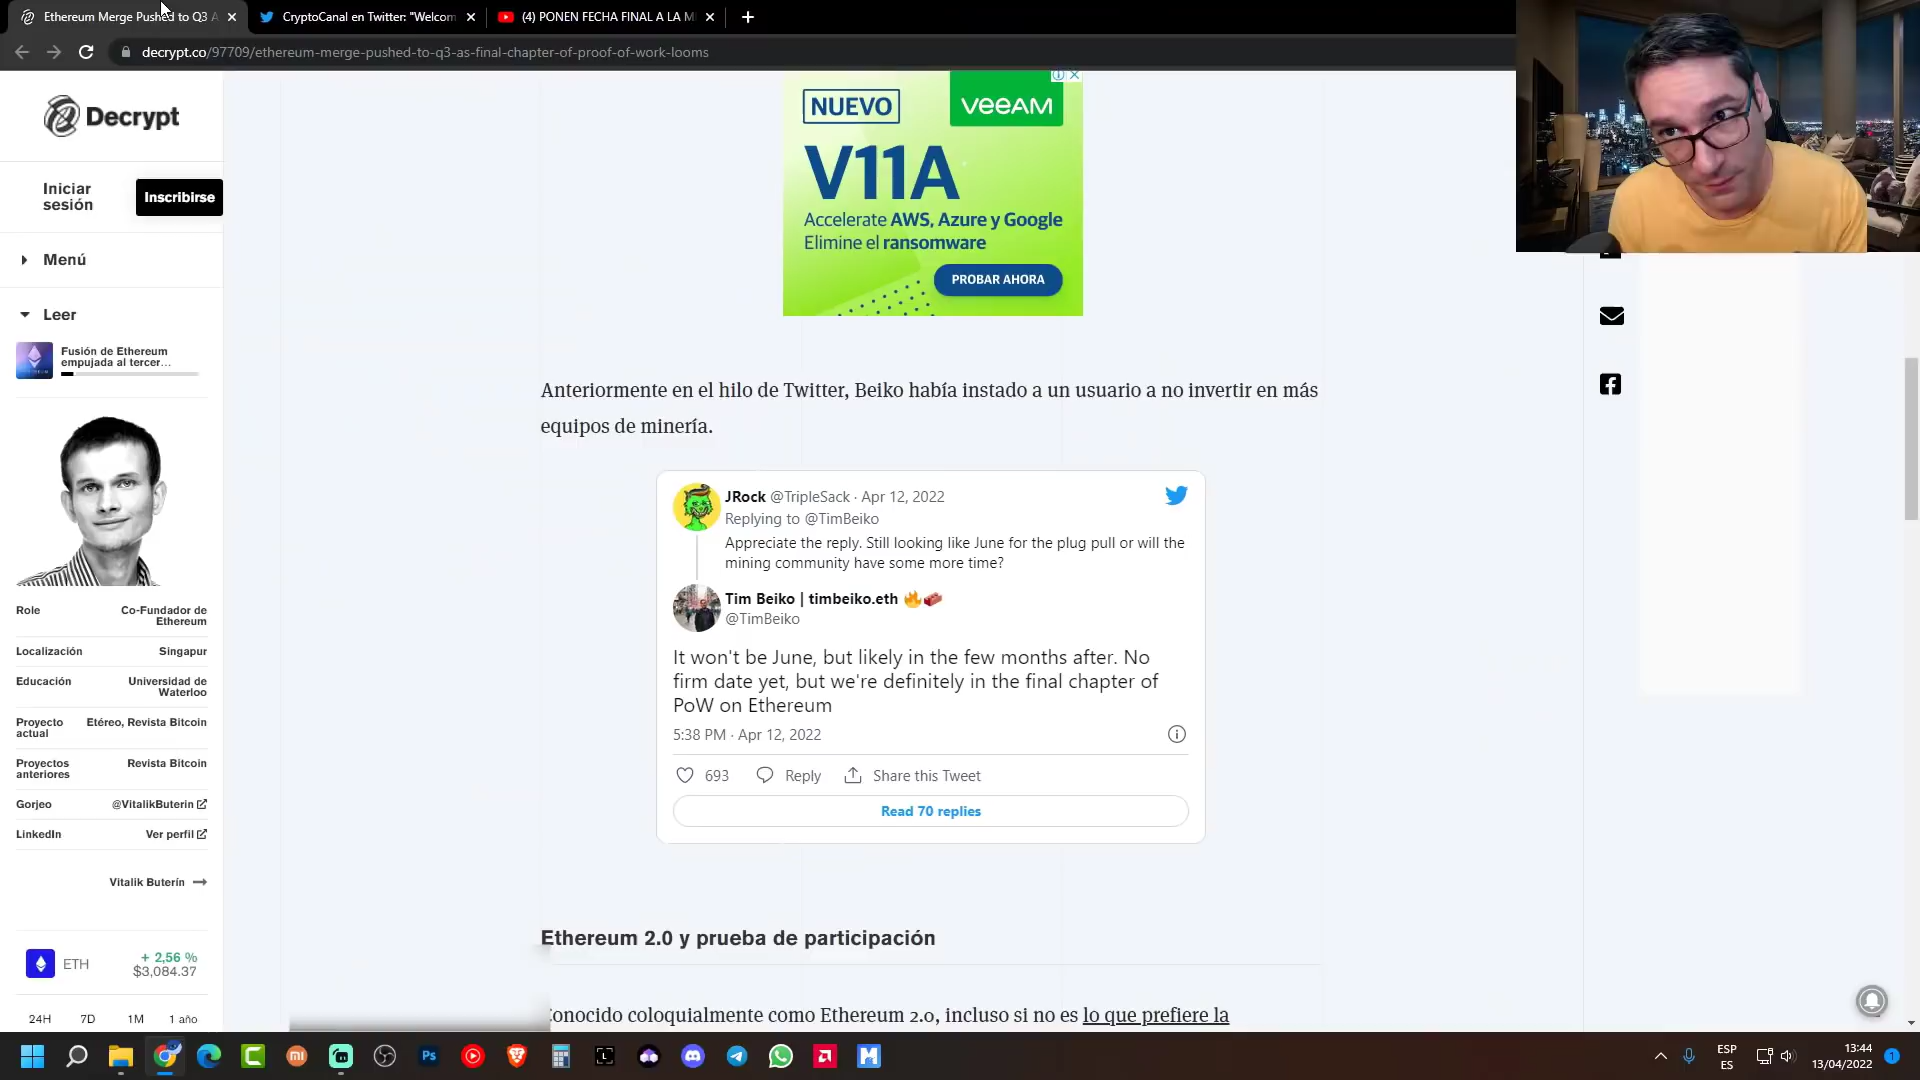 Ethereum Merge Pushed to Q3 A
CryptoCanal en Twitter: "Welcom
(4) PONEN FECHA FINAL A LA M
decrypt.co/97709/ethereum-merge-pushed-to-q3-as-final-chapter-of-proof-of-work-looms
Decrypt
Iniciar
sesión
Inscribirse
Menú
Leer
Fusión de Ethereum
empujada al tercer...
Role
Co-Fundador de
Ethereum
Localización
Singapur
Educación
Universidad de
Waterloo
Proyecto
actual
Etéreo, Revista Bitcoin
Proyectos
anteriores
Revista Bitcoin
Gorjeo
@VitalikButerin
LinkedIn
Ver perfil
Vitalik Buterín
ETH
+ 2,56 %
$3,084.37
24H 7D 1M 1 año
NUEVO
veeAM
V11A
Accelerate AWS, Azure y Google
Elimine el ransomware
PROBAR AHORA
Anteriormente en el hilo de Twitter, Beiko había instado a un usuario a no invertir en más
equipos de minería.
JRock @TripleSack · Apr 12, 2022
Replying to @TimBeiko
Appreciate the reply. Still looking like June for the plug pull or will the
mining community have some more time?
Tim Beiko | timbeiko.eth
@TimBeiko
It won't be June, but likely in the few months after. No
firm date yet, but we're definitely in the final chapter of
PoW on Ethereum
5:38 PM · Apr 12, 2022
693 Reply Share this Tweet
Read 70 replies
Ethereum 2.0 y prueba de participación
Conocido coloquialmente como Ethereum 2.0, incluso si no es lo que prefiere la
Ps
ESP
ES
13:44
13/04/2022
1